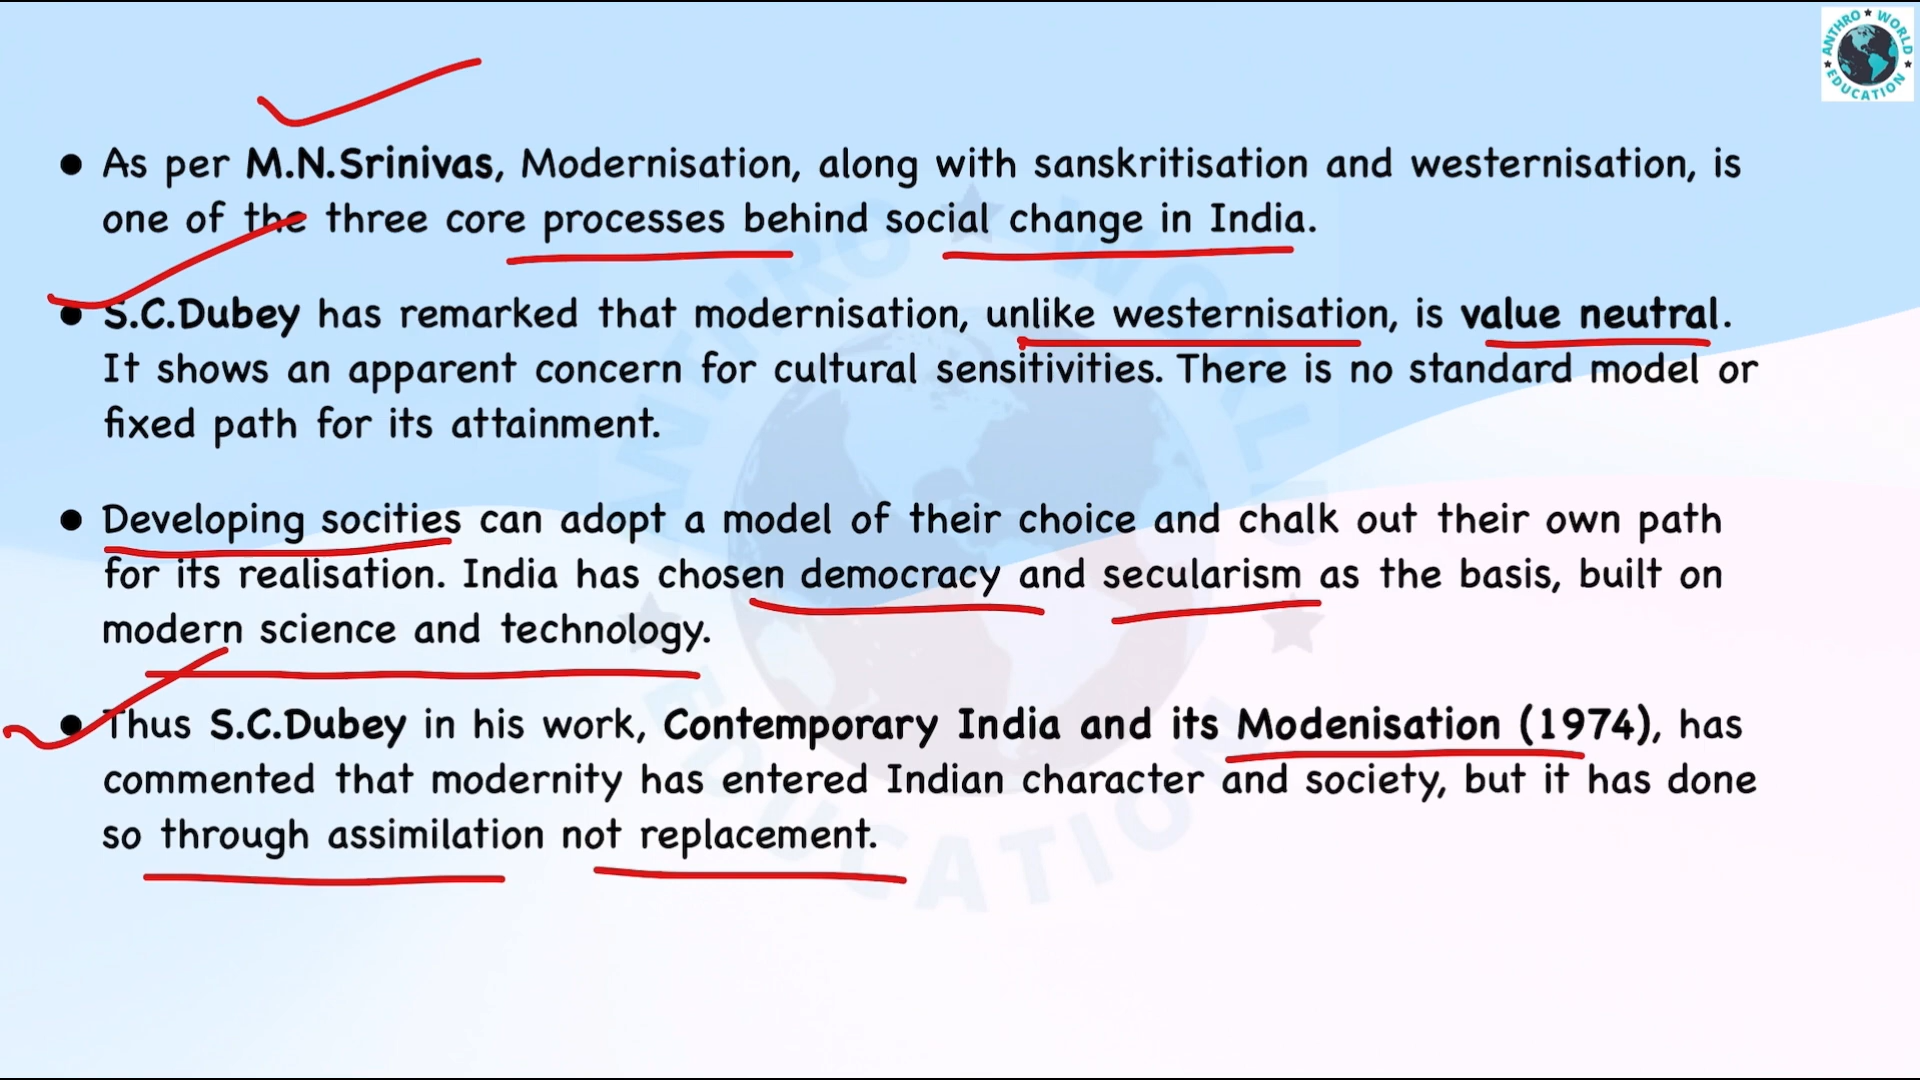 ANTHRO WORLD
EDUCATION
● As per M.N.Srinivas, Modernisation, along with sanskritisation and westernisation, is
one of the three core processes behind social change in India.
● S.C.Dubey has remarked that modernisation, unlike westernisation, is value neutral.
It shows an apparent concern for cultural sensitivities. There is no standard model or
fixed path for its attainment.
● Developing socities can adopt a model of their choice and chalk out their own path
for its realisation. India has chosen democracy and secularism as the basis, built on
modern science and technology.
● Thus S.C.Dubey in his work, Contemporary India and its Modenisation (1974), has
commented that modernity has entered Indian character and society, but it has done
so through assimilation not replacement.
ANTHRO WORLD
EDUCATION